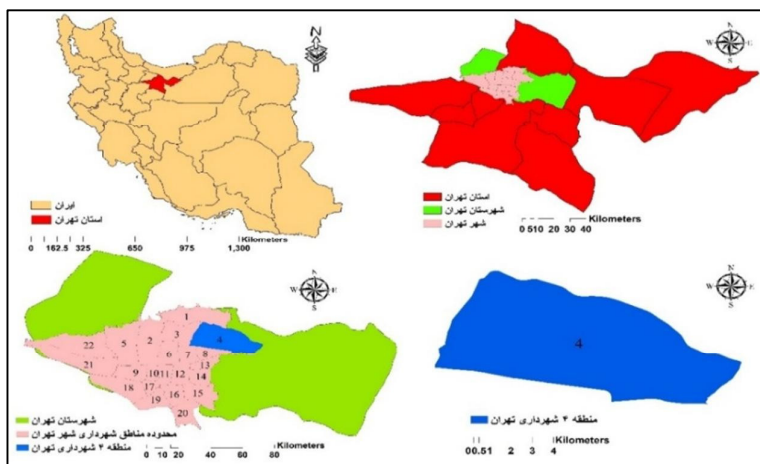 N
ایران
استان تهران
0 162.5 325 650 975 1,300 Kilometers
N
W E
S
استان تهران
شهرستان تهران
شهر تهران
0 5 10 20 30 40 Kilometers
N
W E
S
1
2
3
4
5
6
7
8
9
10
11
12
13
14
15
16
17
18
19
20
21
22
شهرستان تهران
محدوده مناطق شهرداری شهر تهران
منطقه ۴ شهرداری تهران
0 10 20 40 60 80 Kilometers
N
W E
S
4
منطقه ۴ شهرداری تهران
00.51 2 3 4 Kilometers